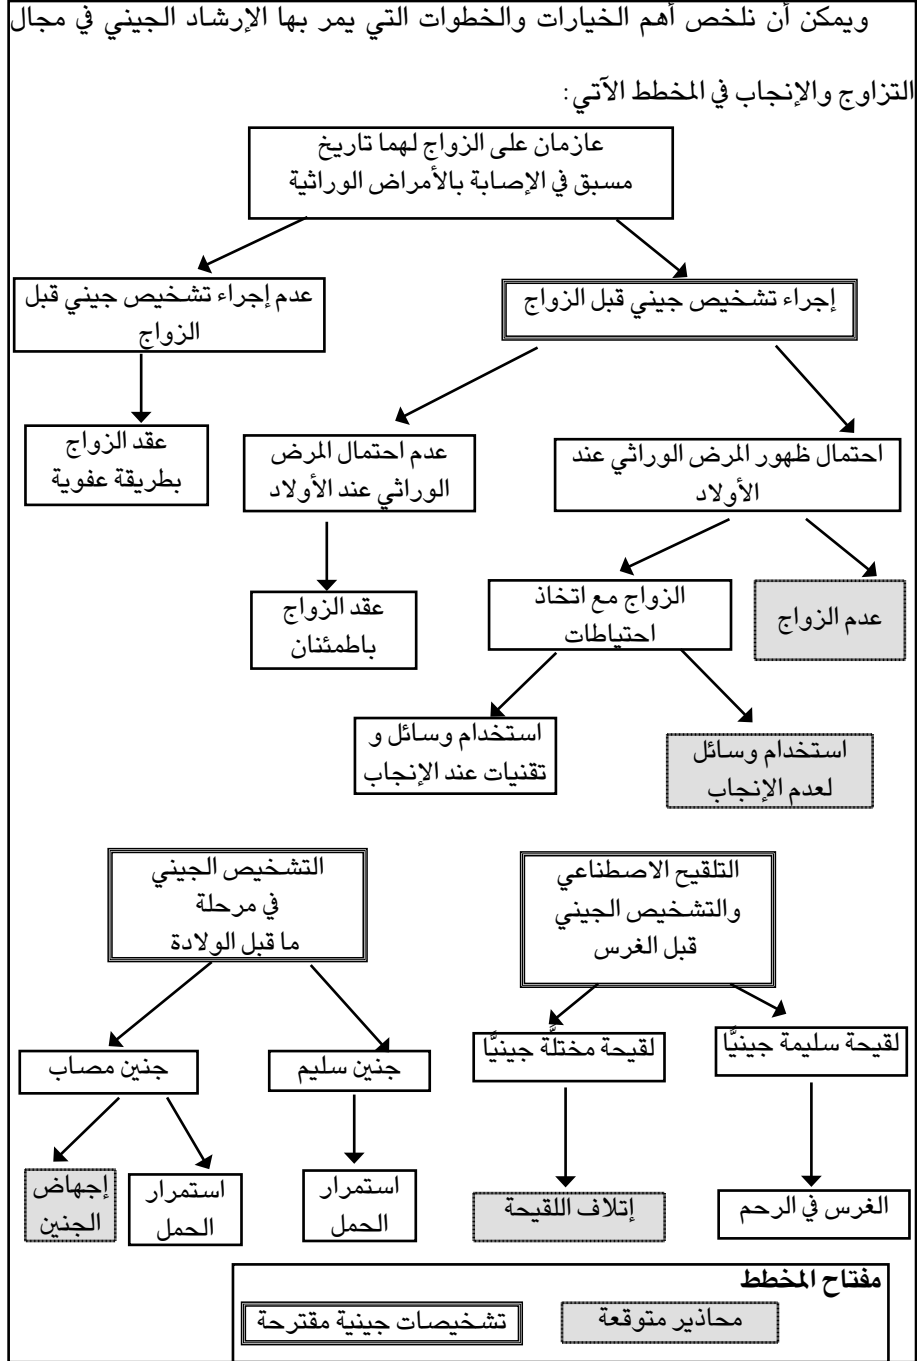 ويمكن أن نلخص أهم الخيارات والخطوات التي يمر بها الإرشاد الجيني في مجال
التزاوج والإنجاب في المخطط الآتي:
عازمان على الزواج لهما تاريخ
مسبق في الإصابة بالأمراض الوراثية
إجراء تشخيص جيني قبل الزواج
عدم إجراء تشخيص جيني قبل
الزواج
احتمال ظهور المرض الوراثي عند
الأولاد
عدم احتمال المرض
الوراثي عند الأولاد
عقد الزواج
بطريقة عفوية
عدم الزواج
الزواج مع اتخاذ
احتياطات
عقد الزواج
باطمئنان
استخدام وسائل
لعدم الإنجاب
استخدام وسائل و
تقنيات عند الإنجاب
التلقيح الاصطناعي
والتشخيص الجيني
قبل الغرس
التشخيص الجيني
في مرحلة
ما قبل الولادة
لقيحة سليمة جينيًّا
لقيحة مختلَّة جينيًّا
جنين سليم
جنين مصاب
الغرس في الرحم
إتلاف اللقيحة
استمرار
الحمل
استمرار
الحمل
إجهاض
الجنين
مفتاح المخطط
محاذير متوقعة
تشخيصات جينية مقترحة